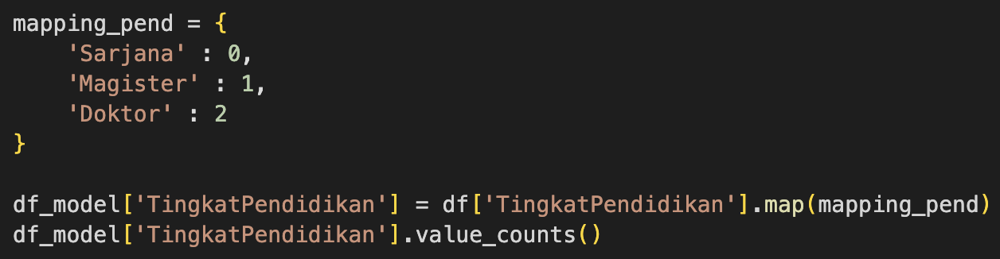 mapping_pend = {
    'Sarjana' : 0,
    'Magister' : 1,
    'Doktor' : 2
}

df_model['TingkatPendidikan'] = df['TingkatPendidikan'].map(mapping_pend)
df_model['TingkatPendidikan'].value_counts()